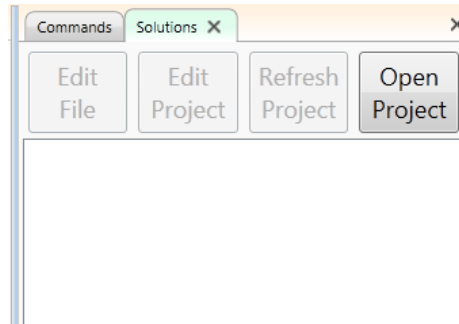 Commands
Solutions
Edit
File
Edit
Project
Refresh
Project
Open
Project